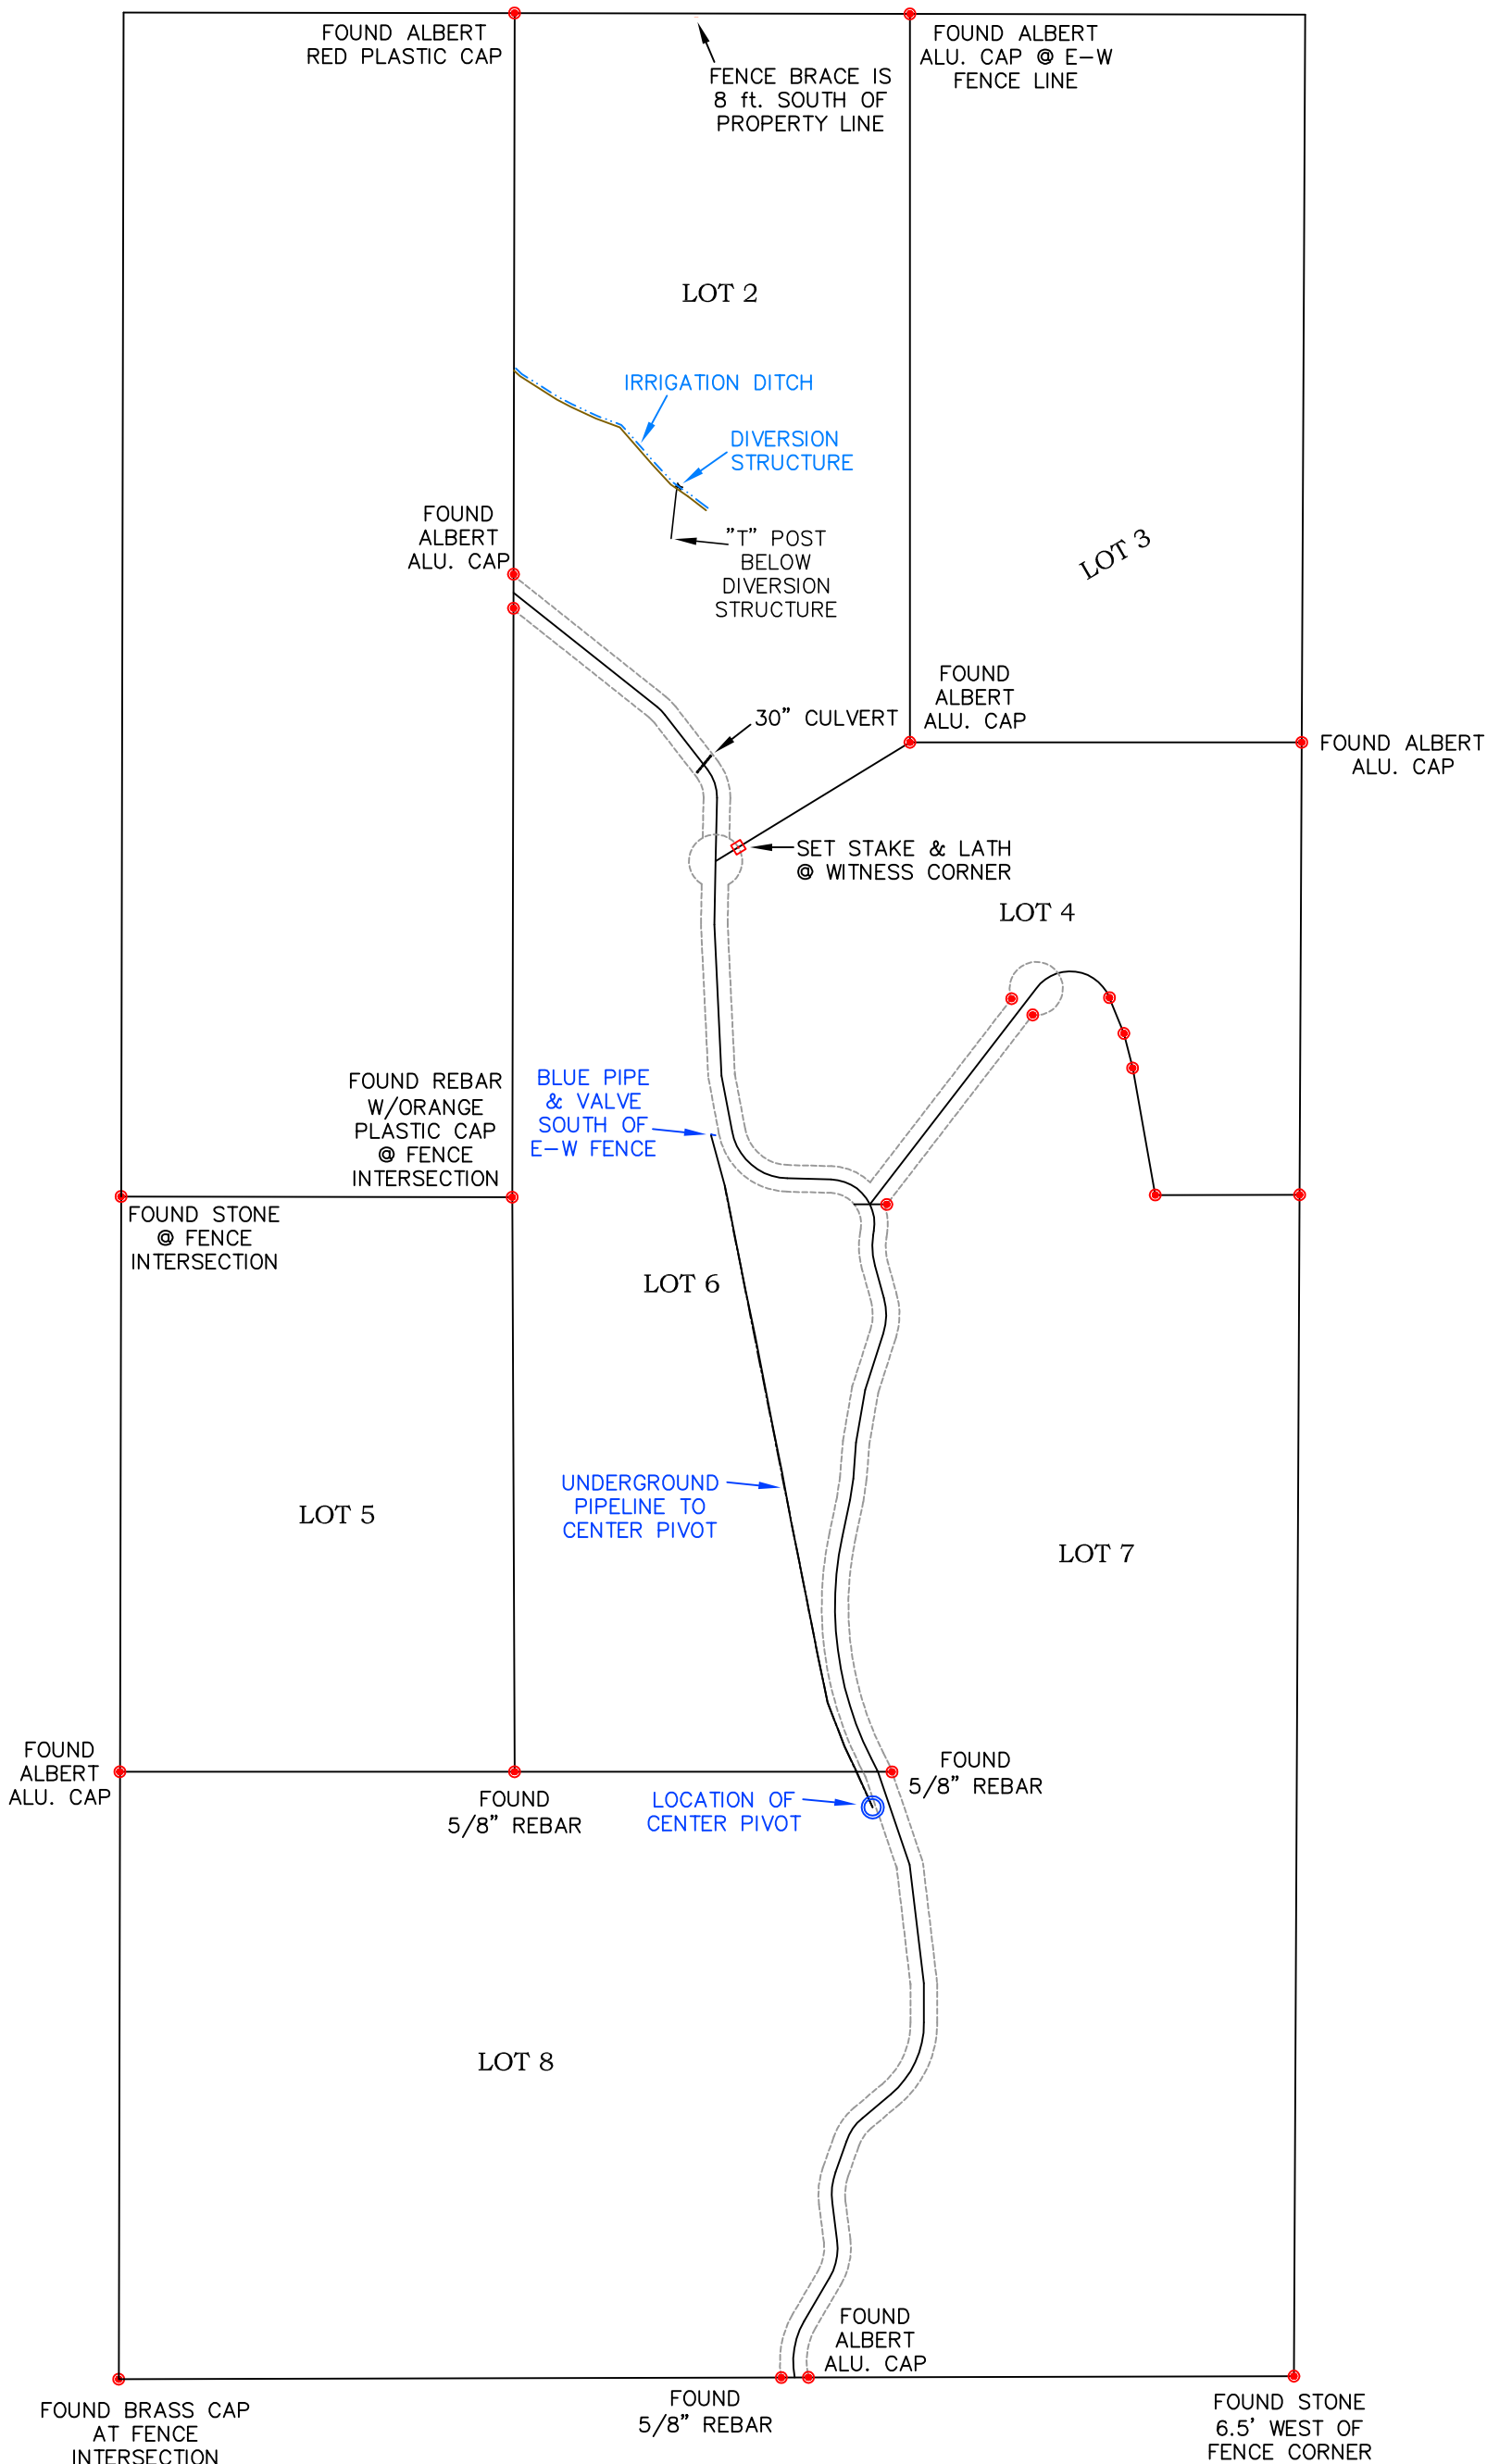 FOUND ALBERT
RED PLASTIC CAP
FENCE BRACE IS
8 ft. SOUTH OF
PROPERTY LINE
FOUND ALBERT
ALU. CAP @ E-W
FENCE LINE
LOT 2
IRRIGATION DITCH
DIVERSION
STRUCTURE
FOUND
ALBERT
ALU. CAP
"T" POST
BELOW
DIVERSION
STRUCTURE
LOT 3
FOUND
ALBERT
ALU. CAP
30" CULVERT
FOUND ALBERT
ALU. CAP
SET STAKE & LATH
@ WITNESS CORNER
LOT 4
FOUND REBAR
W/ORANGE
PLASTIC CAP
@ FENCE
INTERSECTION
BLUE PIPE
& VALVE
SOUTH OF
E-W FENCE
FOUND STONE
@ FENCE
INTERSECTION
LOT 6
UNDERGROUND
PIPELINE TO
CENTER PIVOT
LOT 5
LOT 7
FOUND
ALBERT
ALU. CAP
FOUND
5/8" REBAR
LOCATION OF
CENTER PIVOT
FOUND
5/8" REBAR
LOT 8
FOUND
ALBERT
ALU. CAP
FOUND BRASS CAP
AT FENCE
INTERSECTION
FOUND
5/8" REBAR
FOUND STONE
6.5' WEST OF
FENCE CORNER